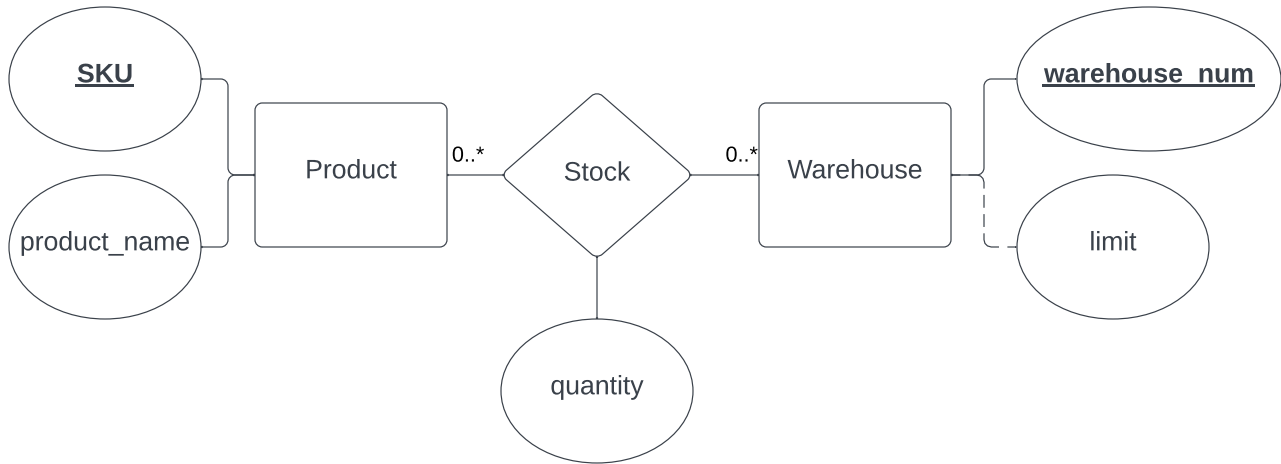 SKU
product_name
Product
0..*
Stock
quantity
0..*
Warehouse
warehouse_num
limit